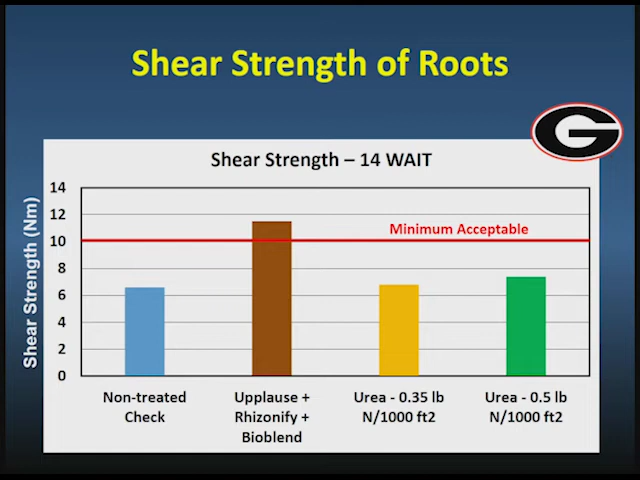 Shear Strength of Roots
G
Shear Strength – 14 WAIT
Shear Strength (Nm)
14
12
10
8
6
4
2
0
Minimum Acceptable
Non-treated
Check
Upplause +
Rhizonify +
Bioblend
Urea - 0.35 lb
N/1000 ft2
Urea - 0.5 lb
N/1000 ft2